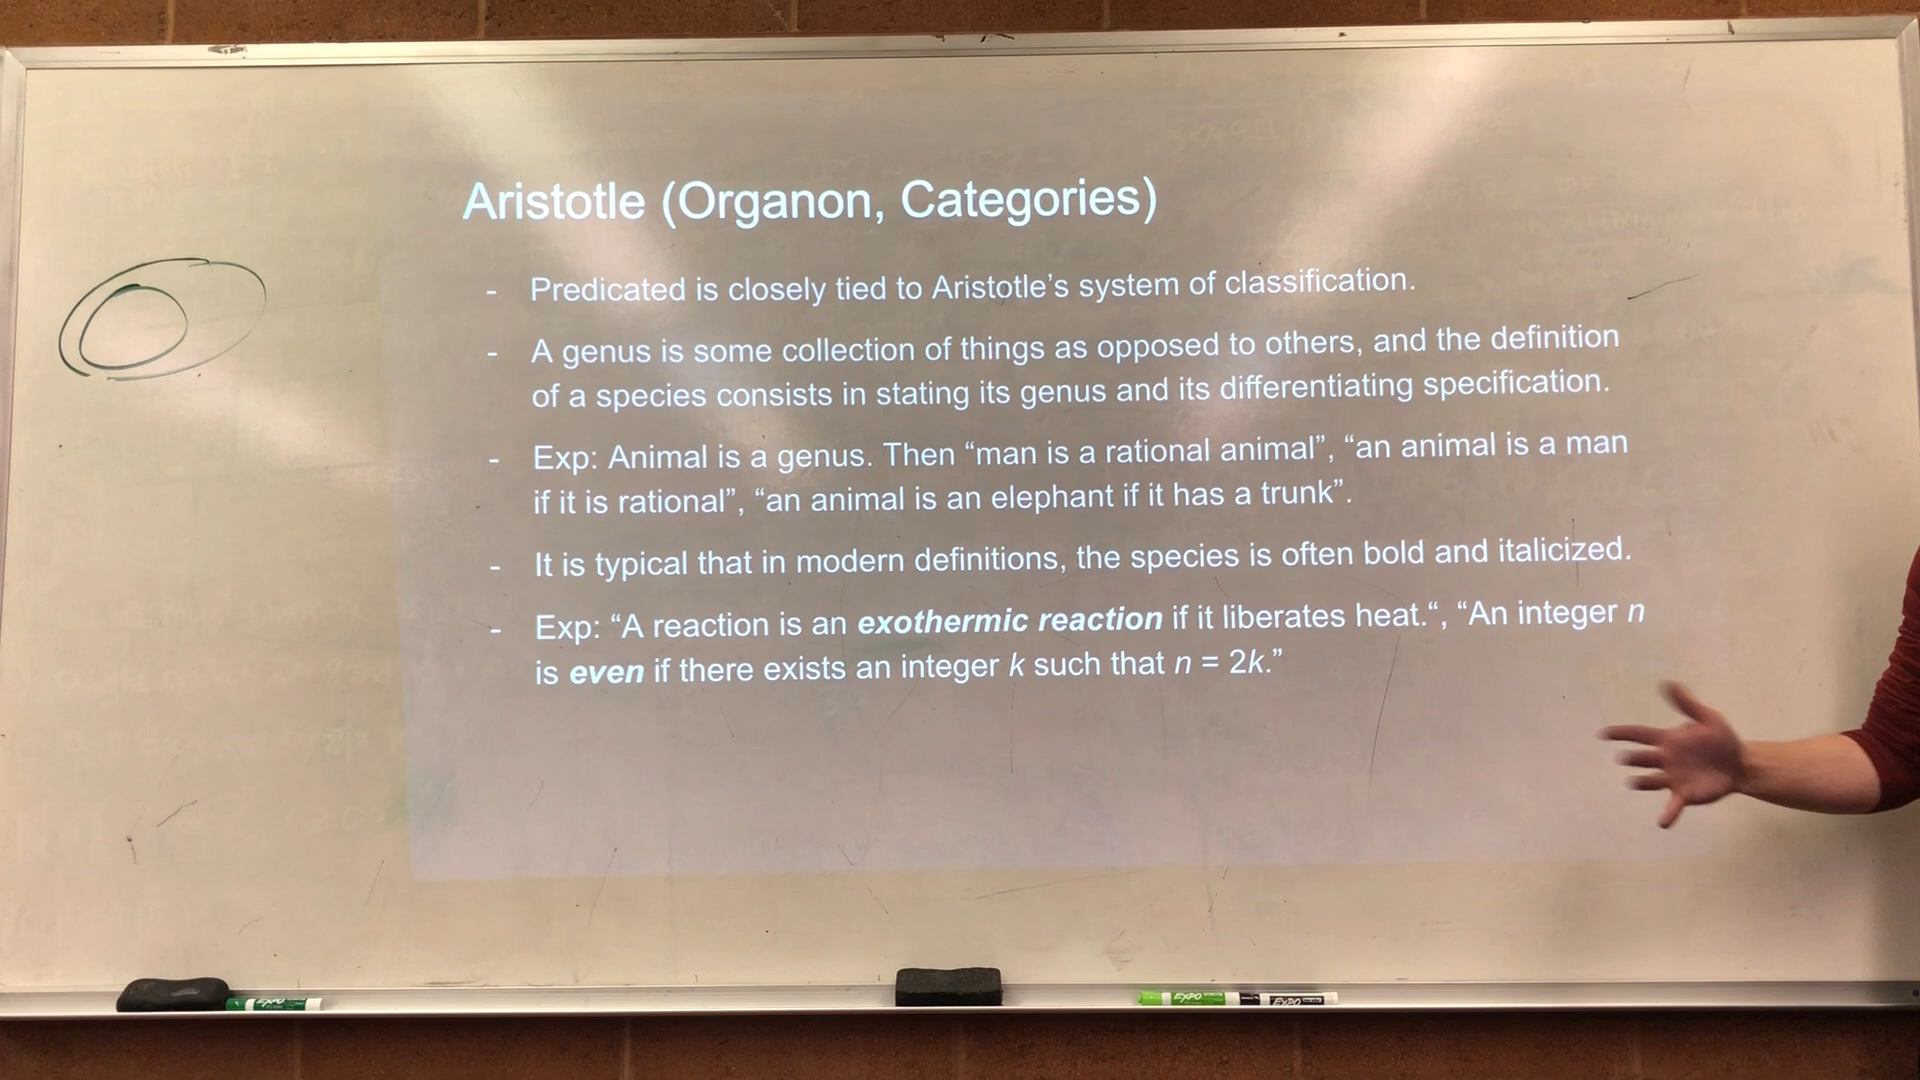 Aristotle (Organon, Categories)
- Predicated is closely tied to Aristotle’s system of classification.
- A genus is some collection of things as opposed to others, and the definition
of a species consists in stating its genus and its differentiating specification.
- Exp: Animal is a genus. Then “man is a rational animal”, “an animal is a man
if it is rational”, “an animal is an elephant if it has a trunk”.
- It is typical that in modern definitions, the species is often bold and italicized.
- Exp: “A reaction is an exothermic reaction if it liberates heat.“, “An integer n
is even if there exists an integer k such that n = 2k.”
EXPO
EXPO
EXPO